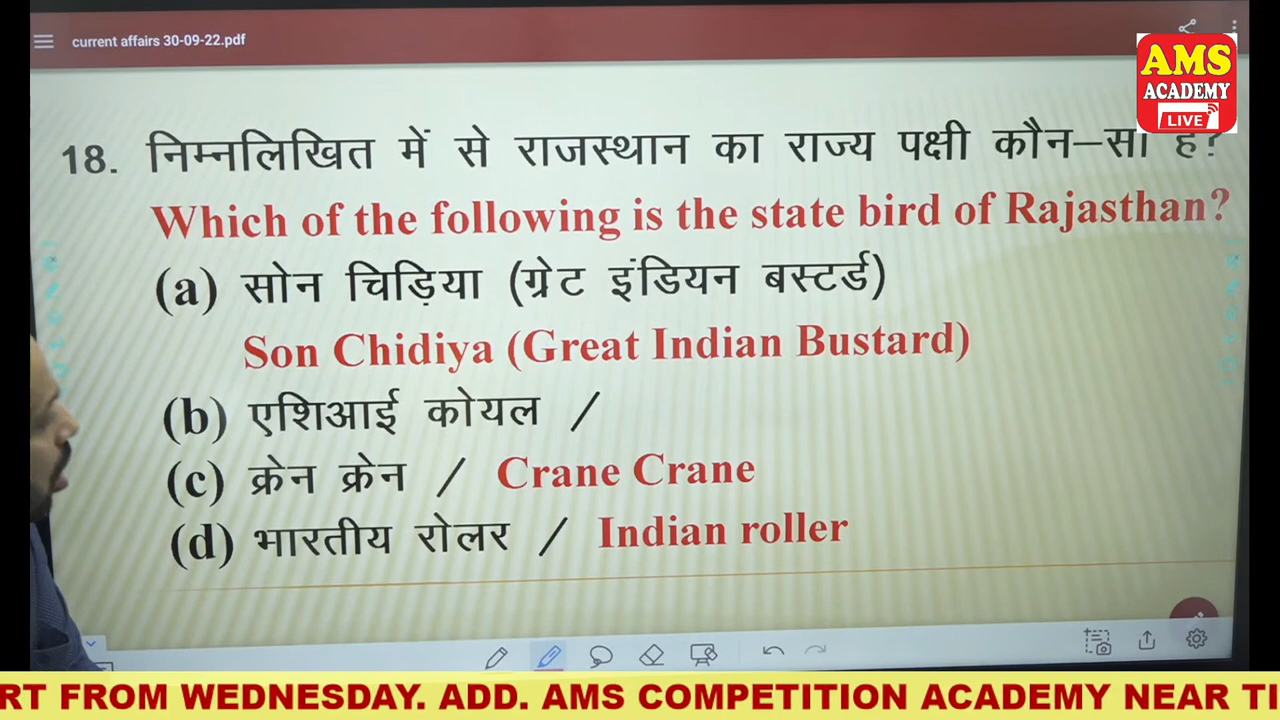 current affairs 30-09-22.pdf
AMS
ACADEMY
LIVE
18. निम्नलिखित में से राजस्थान का राज्य पक्षी कौन–सा है?
Which of the following is the state bird of Rajasthan?
(a) सोन चिड़िया (ग्रेट इंडियन बस्टर्ड)
Son Chidiya (Great Indian Bustard)
(b) एशिआई कोयल /
(c) क्रेन क्रेन / Crane Crane
(d) भारतीय रोलर / Indian roller
RT FROM WEDNESDAY. ADD. AMS COMPETITION ACADEMY NEAR TI